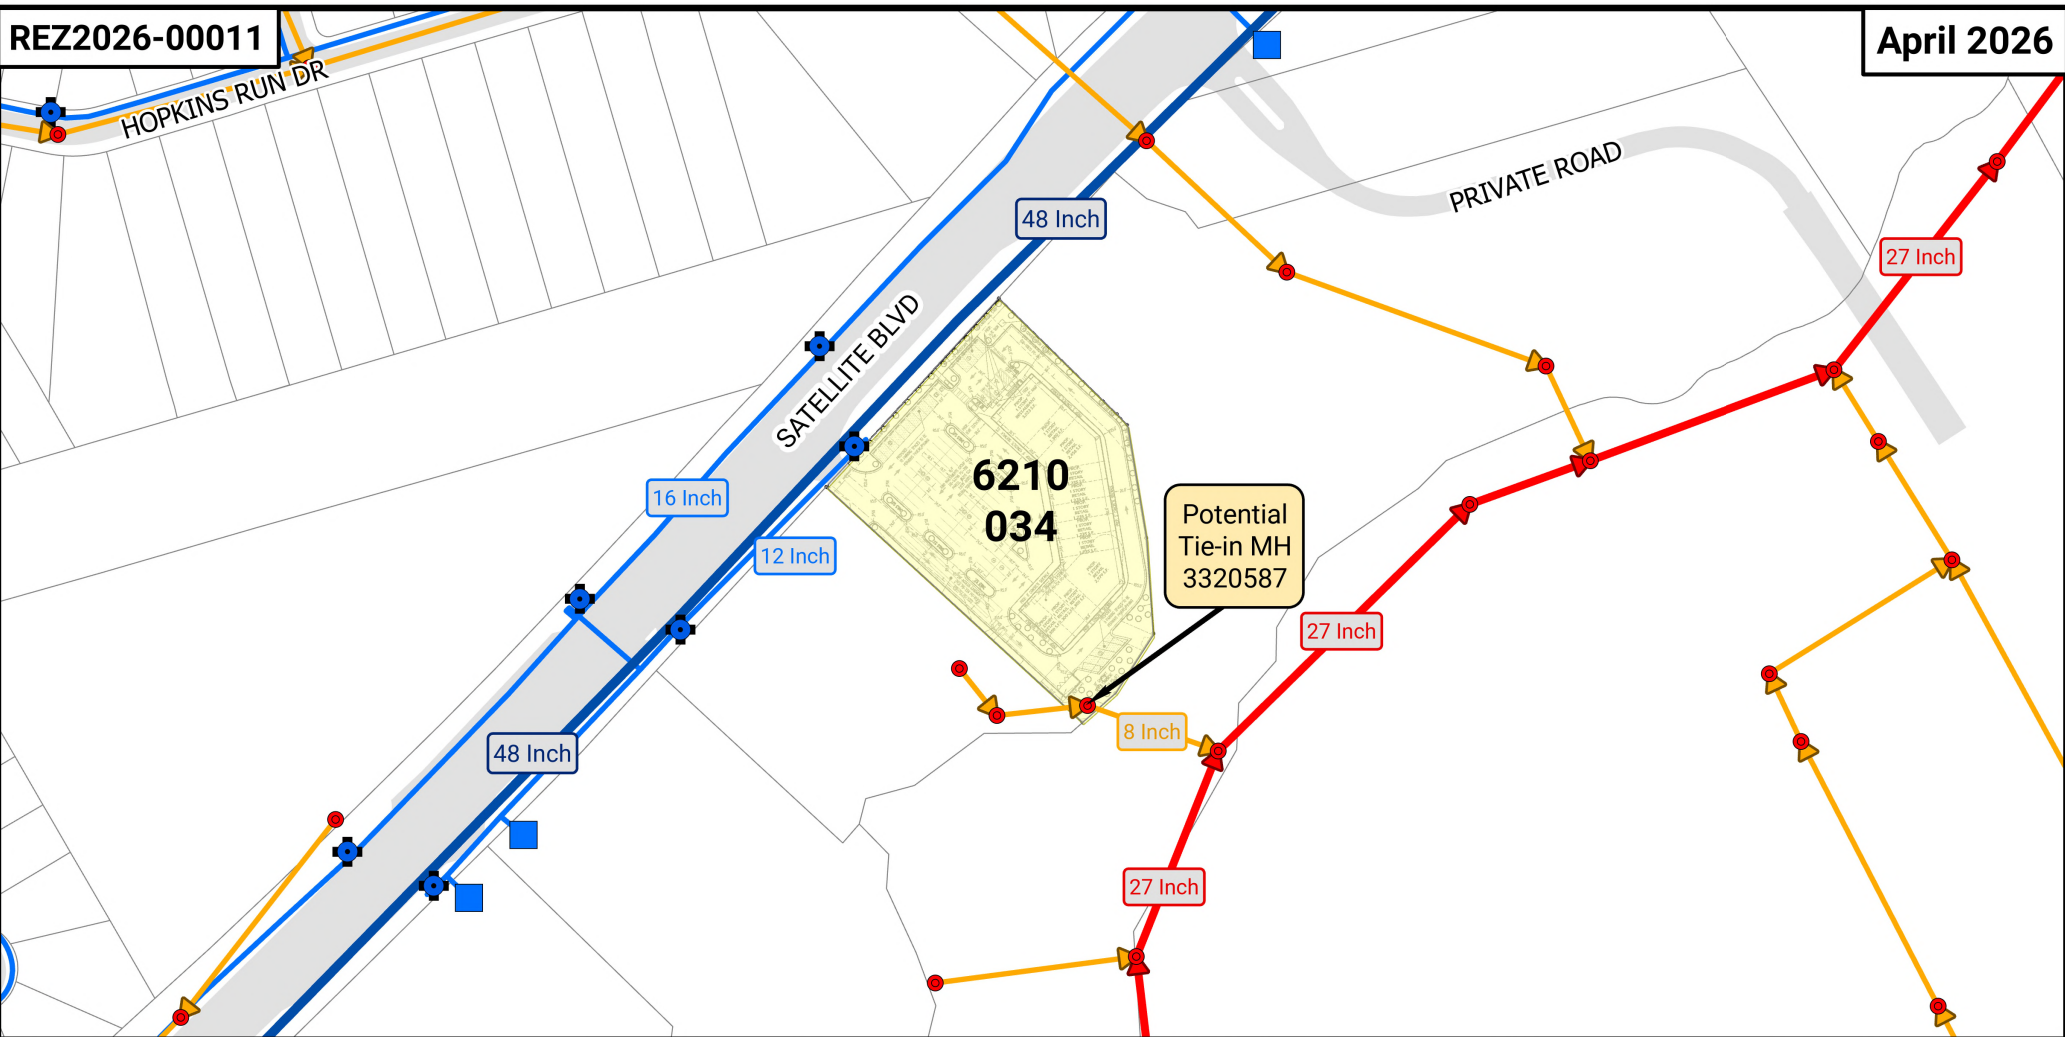 REZ2026-00011
April 2026
HOPKINS RUN DR
PRIVATE ROAD
48 Inch
27 Inch
SATELLITE BLVD
6210
034
16 Inch
12 Inch
Potential
Tie-in MH
3320587
27 Inch
8 Inch
48 Inch
27 Inch